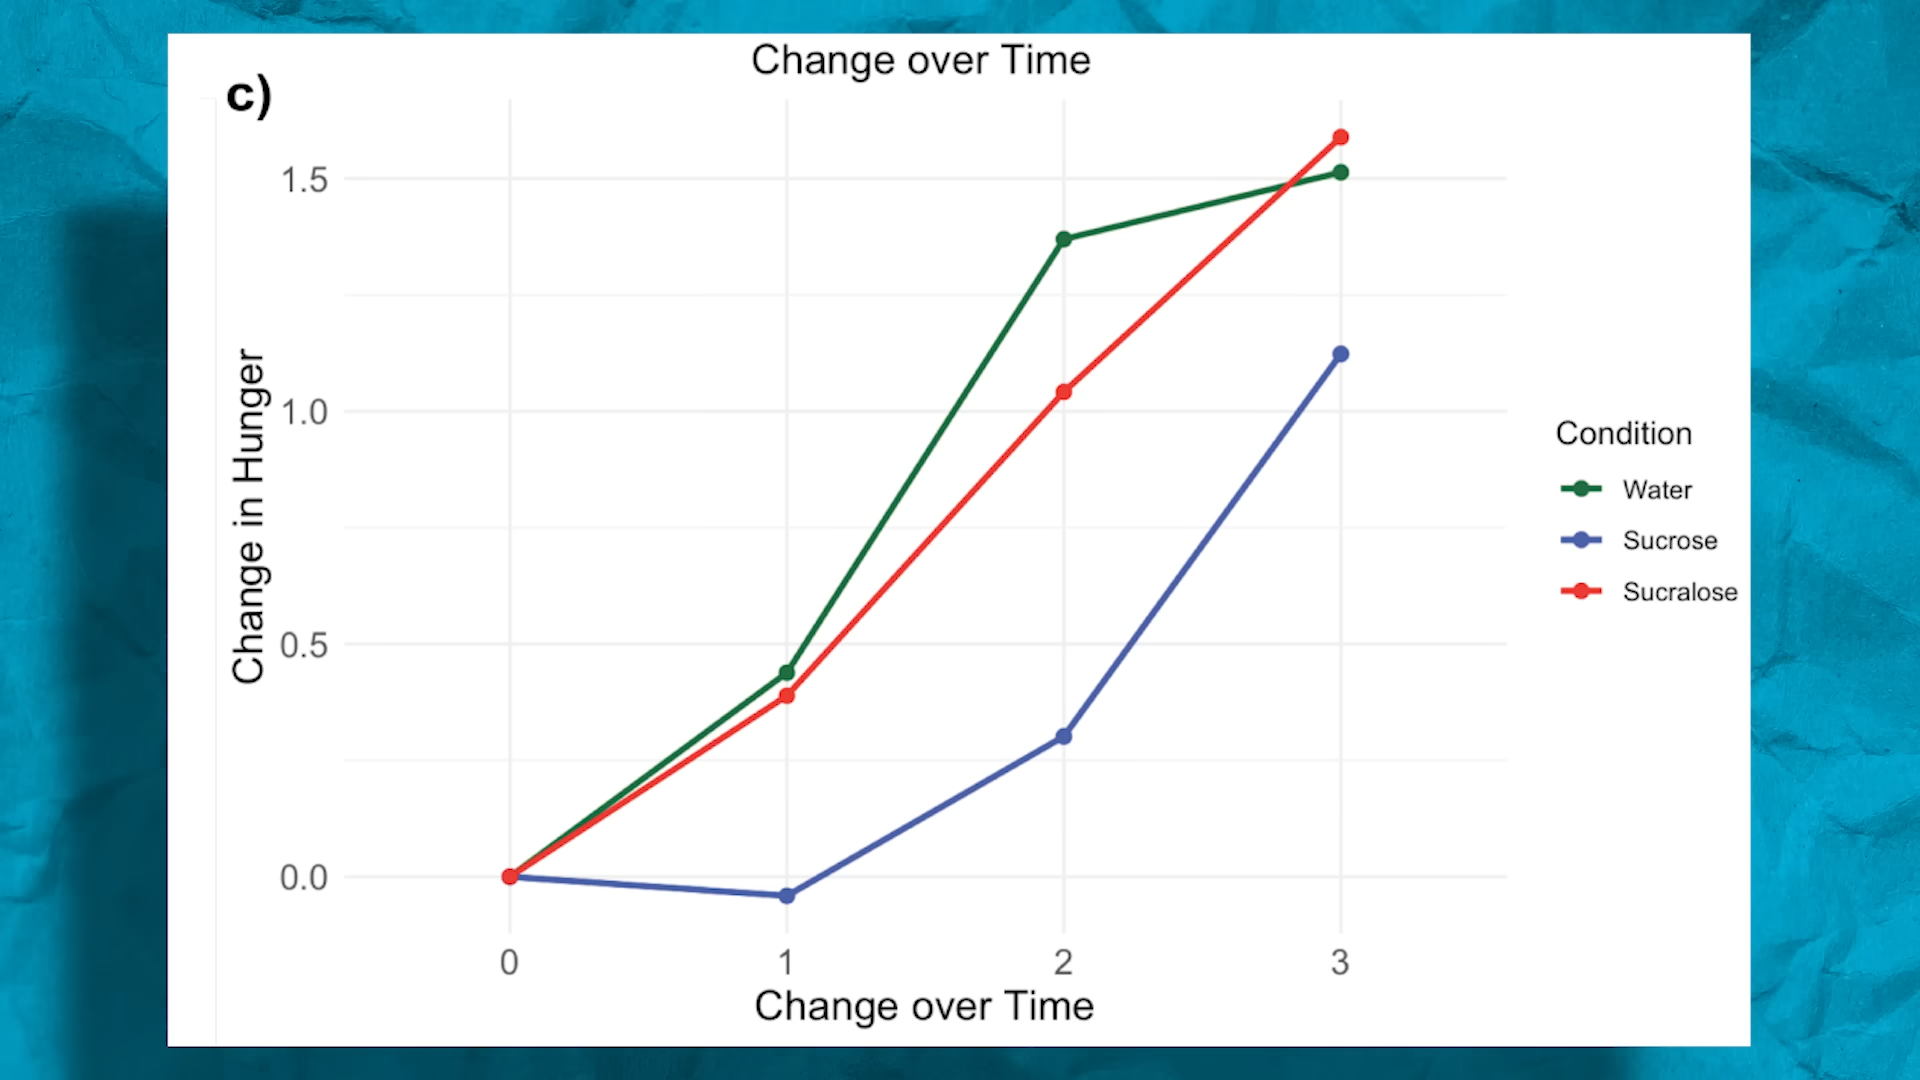 Change over Time
c)
Change in Hunger
1.5
1.0
0.5
0.0
0 1 2 3
Change over Time
Condition
Water
Sucrose
Sucralose